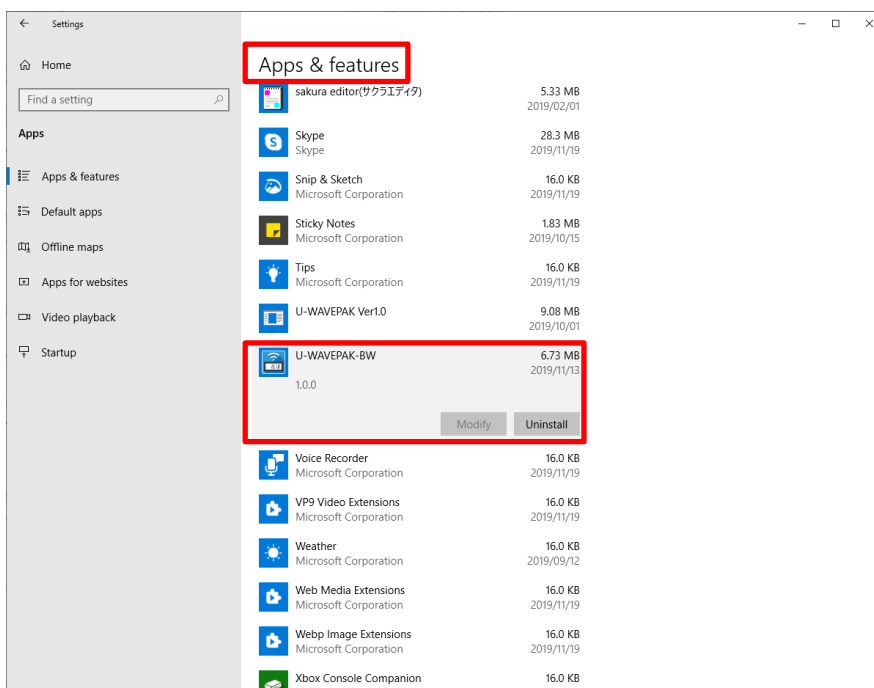 Settings
Home
Find a setting
Apps
Apps & features
Default apps
Offline maps
Apps for websites
Video playback
Startup
Apps & features
sakura editor(サクラエディタ) 5.33 MB
2019/02/01
Skype 28.3 MB
Skype 2019/11/19
Snip & Sketch 16.0 KB
Microsoft Corporation 2019/11/19
Sticky Notes 1.83 MB
Microsoft Corporation 2019/10/15
Tips 16.0 KB
Microsoft Corporation 2019/11/19
U-WAVEPAK Ver1.0 9.08 MB
2019/10/01
U-WAVEPAK-BW 6.73 MB
2019/11/13
1.0.0
Modify Uninstall
Voice Recorder 16.0 KB
Microsoft Corporation 2019/11/19
VP9 Video Extensions 16.0 KB
Microsoft Corporation 2019/11/19
Weather 16.0 KB
Microsoft Corporation 2019/09/12
Web Media Extensions 16.0 KB
Microsoft Corporation 2019/11/19
Webp Image Extensions 16.0 KB
Microsoft Corporation 2019/11/19
Xbox Console Companion 16.0 KB